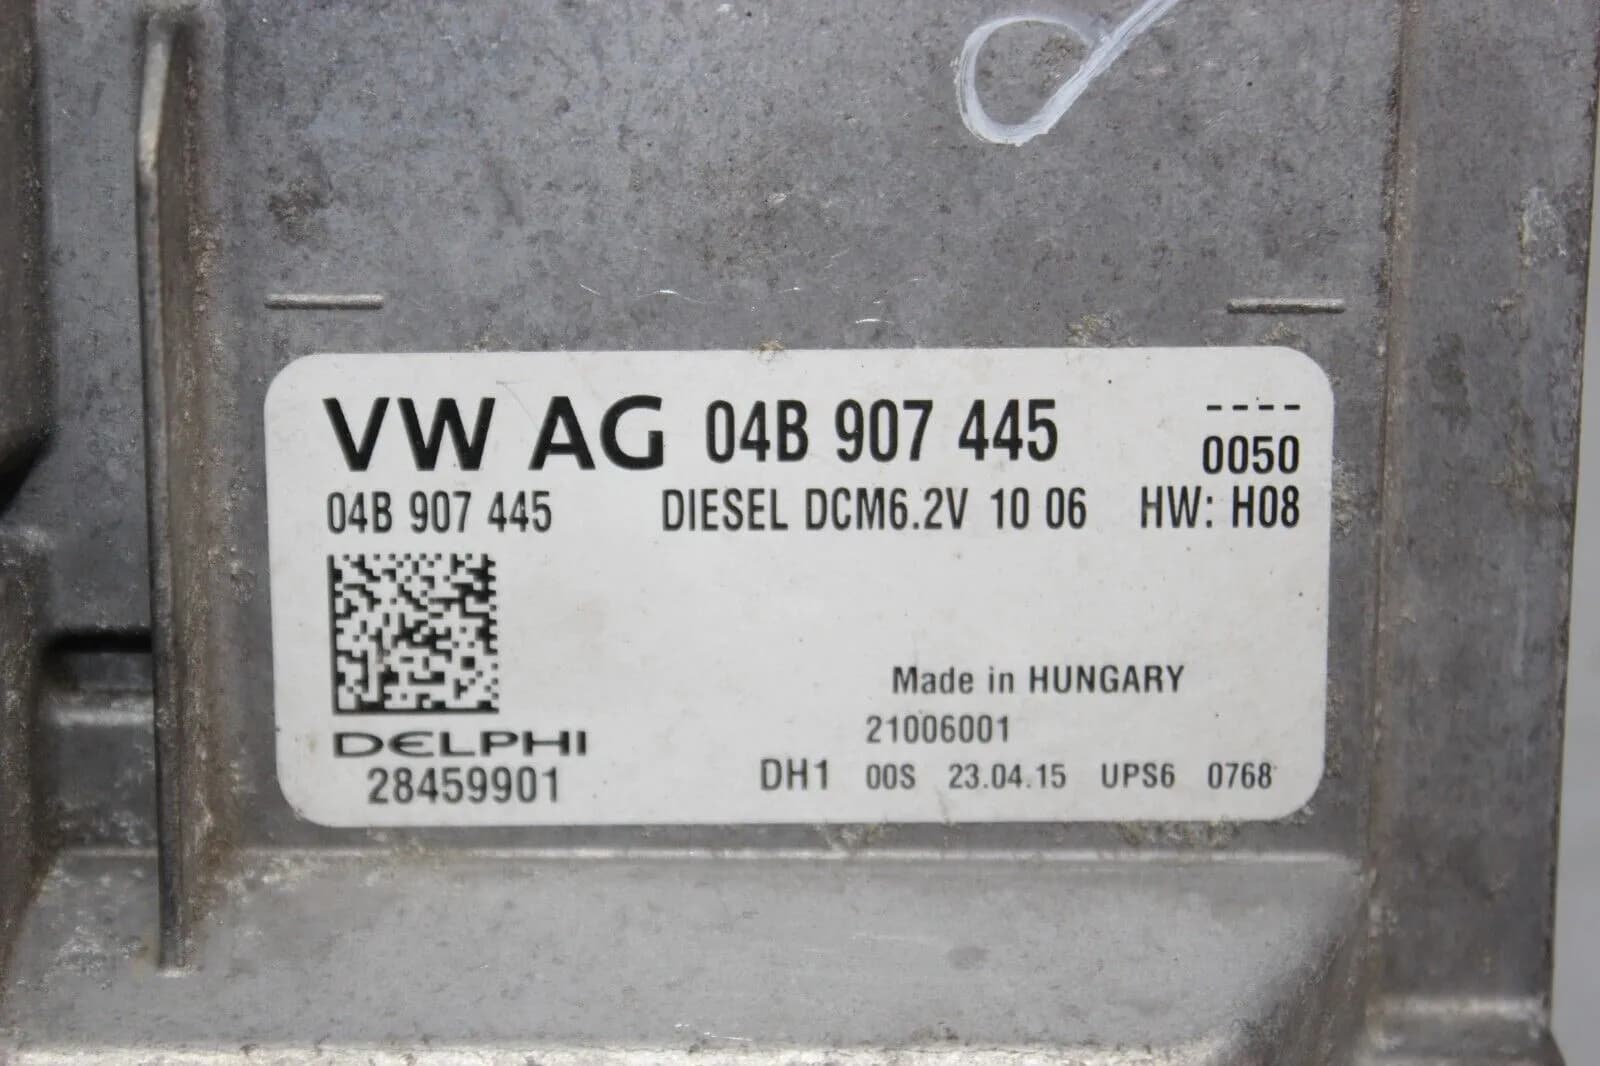 VW AG 04B 907 445 ----
0050
04B 907 445 DIESEL DCM6.2V 10 06 HW: H08
Made in HUNGARY
21006001
DELPHI
28459901 DH1 00S 23.04.15 UPS6 0768